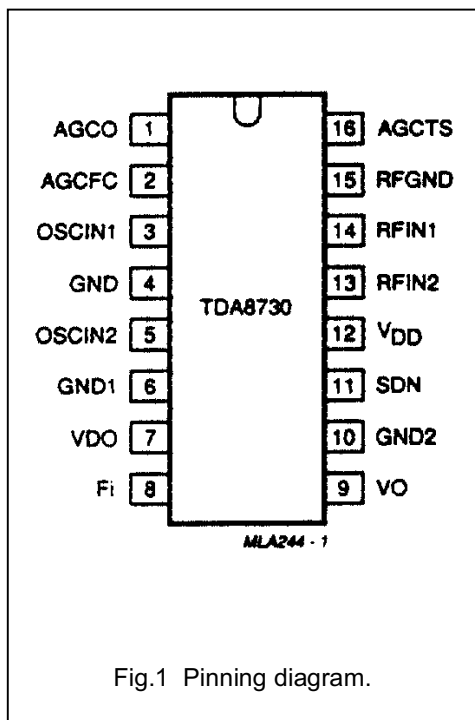 AGCO 1 16 AGCTS
AGCFC 2 15 RFGND
OSCIN1 3 14 RFIN1
GND 4 13 RFIN2
TDA8730
OSCIN2 5 12 VDD
GND1 6 11 SDN
VDO 7 10 GND2
Fi 8 9 VO
MLA244 - 1
Fig.1 Pinning diagram.